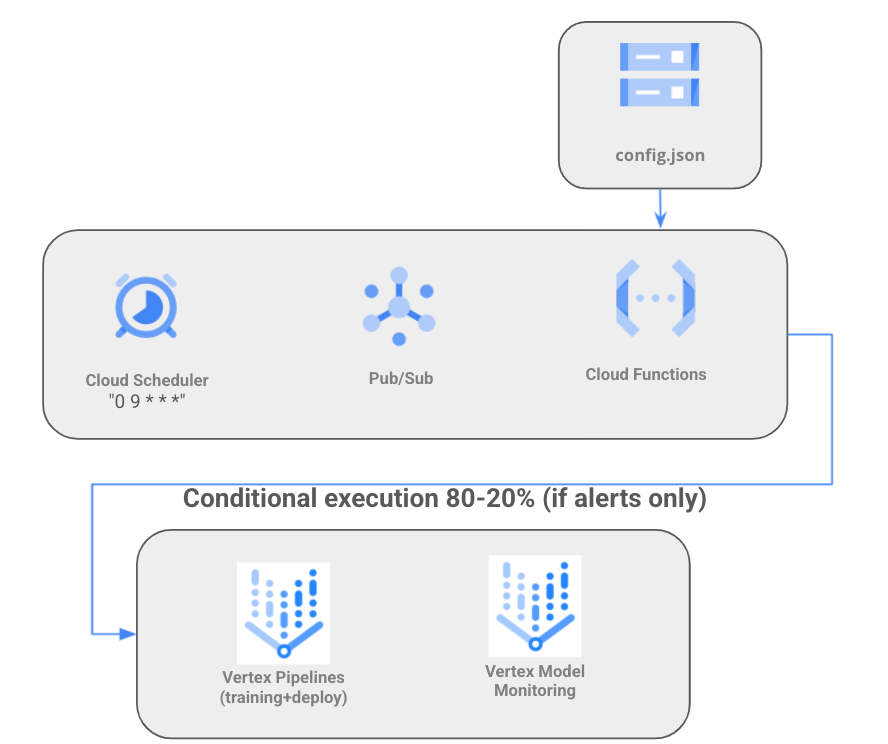 config.json
Cloud Scheduler
"0 9 * * *"
Pub/Sub
Cloud Functions
Conditional execution 80-20% (if alerts only)
Vertex Pipelines
(training+deploy)
Vertex Model
Monitoring